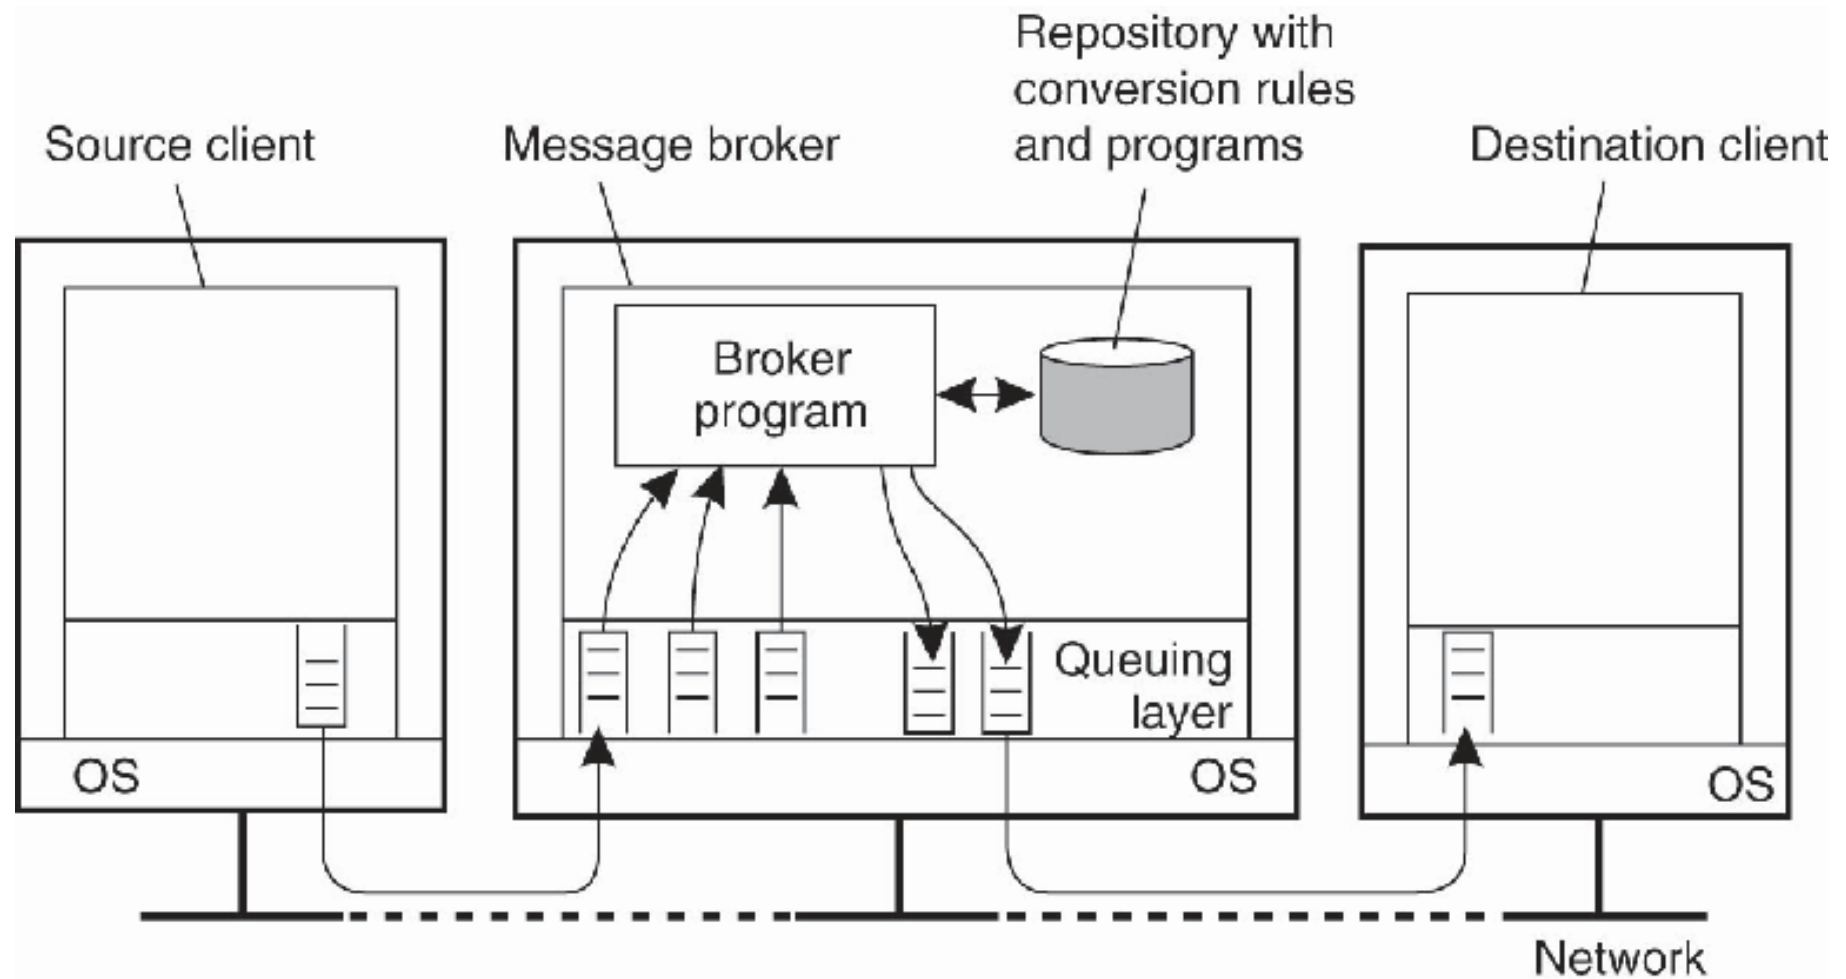 Repository with
conversion rules
and programs
Source client
Message broker
Destination client
Broker
program
Queuing
layer
OS
OS
OS
Network